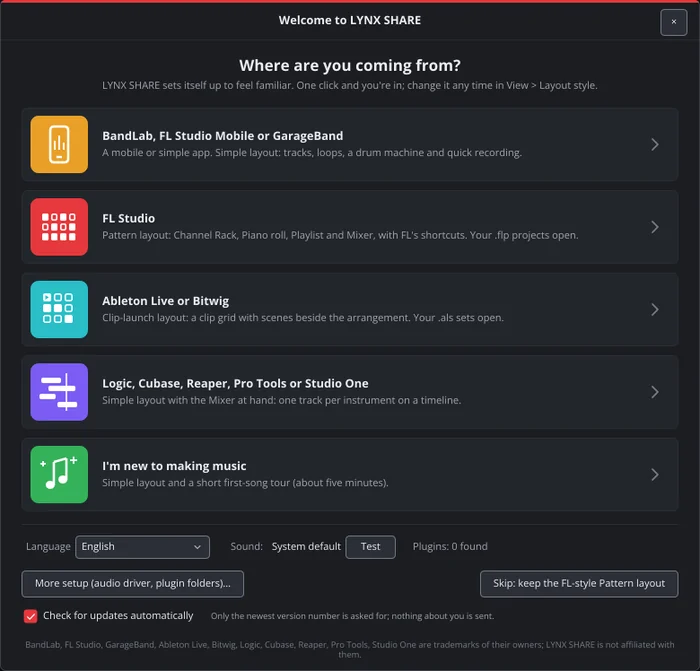 Welcome to LYNX SHARE
×
Where are you coming from?
LYNX SHARE sets itself up to feel familiar. One click and you're in; change it any time in View > Layout style.
BandLab, FL Studio Mobile or GarageBand
A mobile or simple app. Simple layout: tracks, loops, a drum machine and quick recording.
FL Studio
Pattern layout: Channel Rack, Piano roll, Playlist and Mixer, with FL's shortcuts. Your .flp projects open.
Ableton Live or Bitwig
Clip-launch layout: a clip grid with scenes beside the arrangement. Your .als sets open.
Logic, Cubase, Reaper, Pro Tools or Studio One
Simple layout with the Mixer at hand: one track per instrument on a timeline.
I'm new to making music
Simple layout and a short first-song tour (about five minutes).
Language English Sound: System default Test Plugins: 0 found
More setup (audio driver, plugin folders)... Skip: keep the FL-style Pattern layout
Check for updates automatically Only the newest version number is asked for; nothing about you is sent.
BandLab, FL Studio, GarageBand, Ableton Live, Bitwig, Logic, Cubase, Reaper, Pro Tools, Studio One are trademarks of their owners; LYNX SHARE is not affiliated with
them.